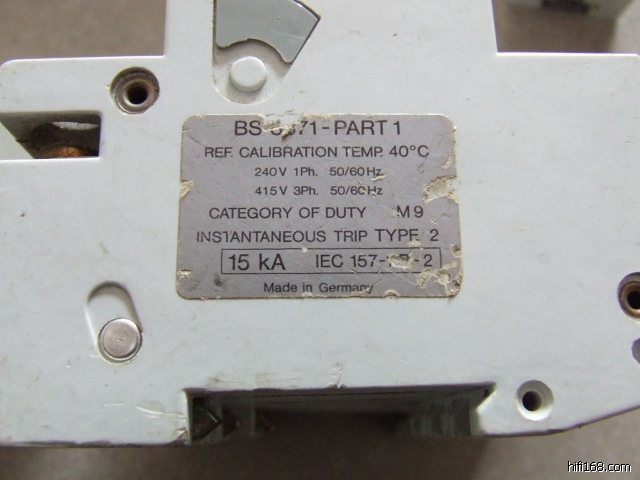 BS 3871-PART 1
REF. CALIBRATION TEMP. 40°C
240V 1Ph. 50/60Hz
415V 3Ph. 50/60Hz
CATEGORY OF DUTY M9
INSTANTANEOUS TRIP TYPE 2
15 kA IEC 157-
Made in Germany
hifi168.com